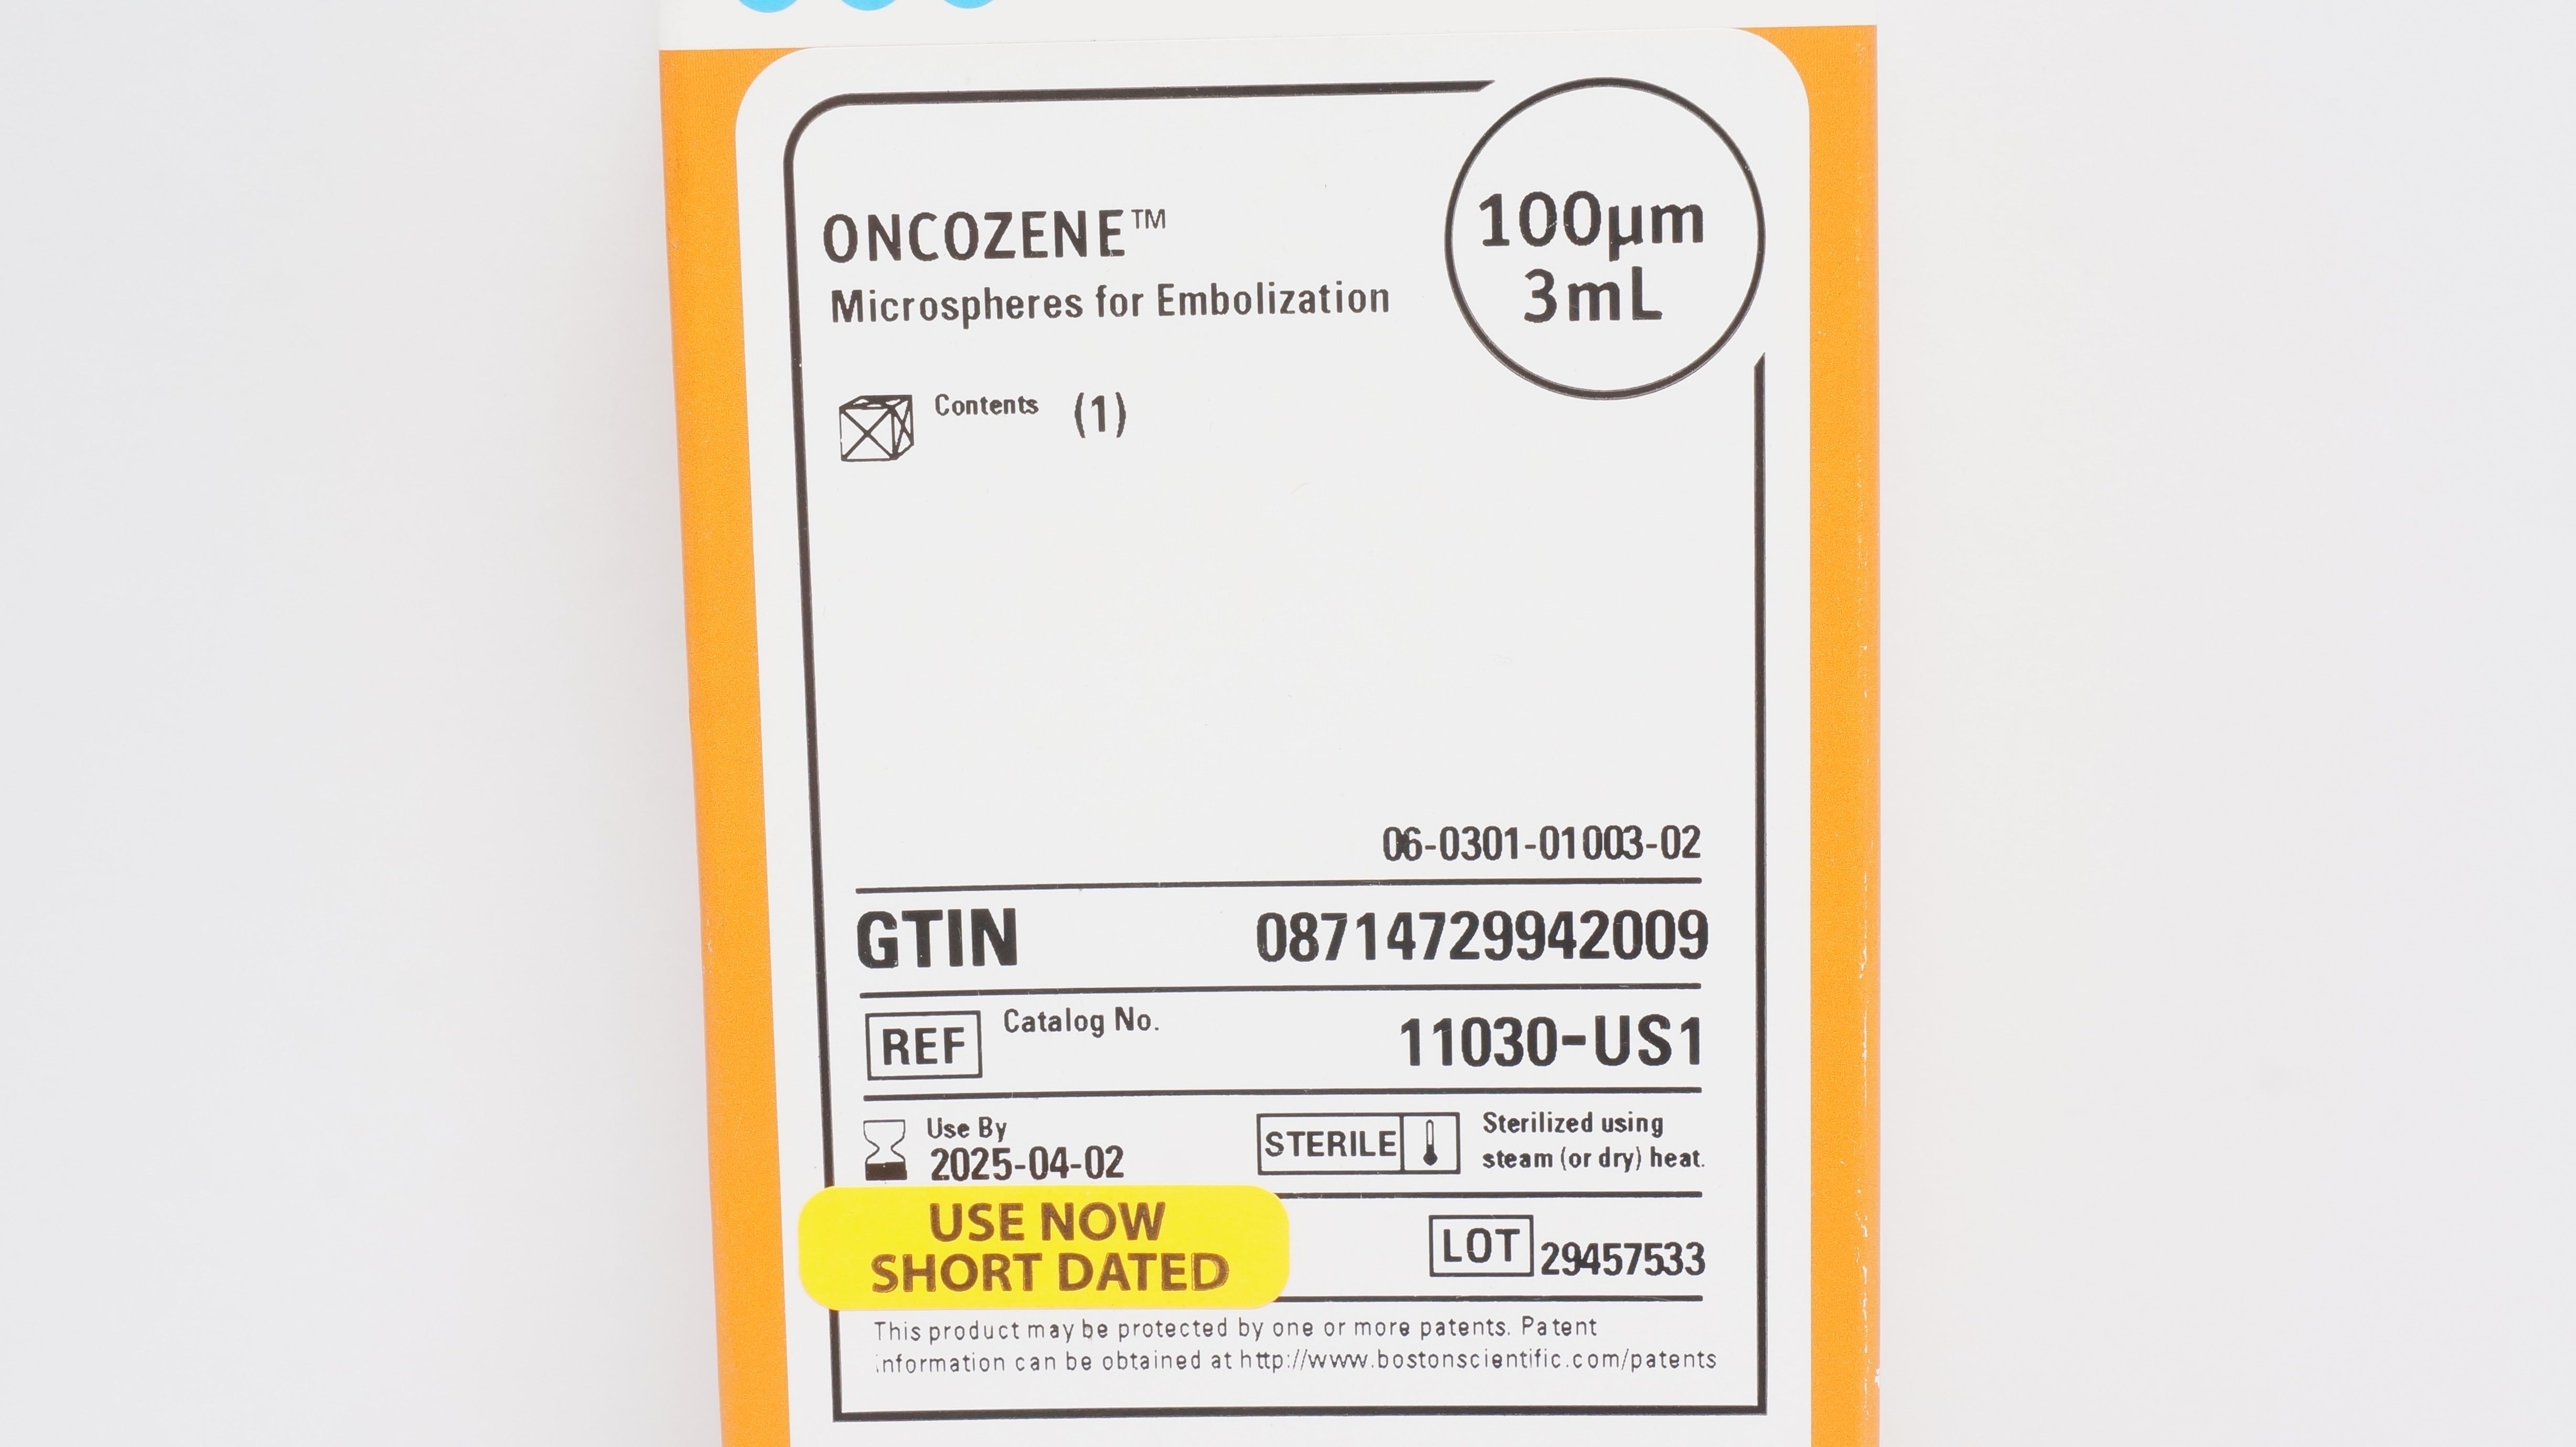 ONCOZENE™
Microspheres for Embolization
100µm
3mL
Contents (1)
06-0301-01003-02
GTIN 08714729942009
REF Catalog No. 11030-US1
Use By
2025-04-02
STERILE Sterilized using
steam (or dry) heat.
USE NOW
SHORT DATED
LOT 29457533
This product may be protected by one or more patents. Patent
information can be obtained at http://www.bostonscientific.com/patents